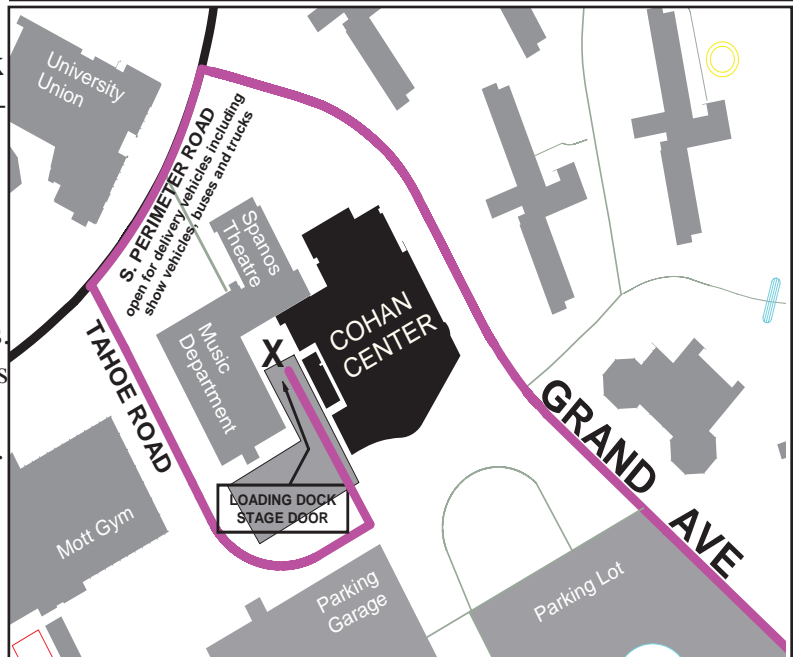 University
Union
S. PERIMETER ROAD
open for delivery vehicles including
show vehicles, buses and trucks
Spanos
Theatre
COHAN
CENTER
Music
Department
X
TAHOE ROAD
GRAND AVE
LOADING DOCK
STAGE DOOR
Mott Gym
Parking
Garage
Parking Lot